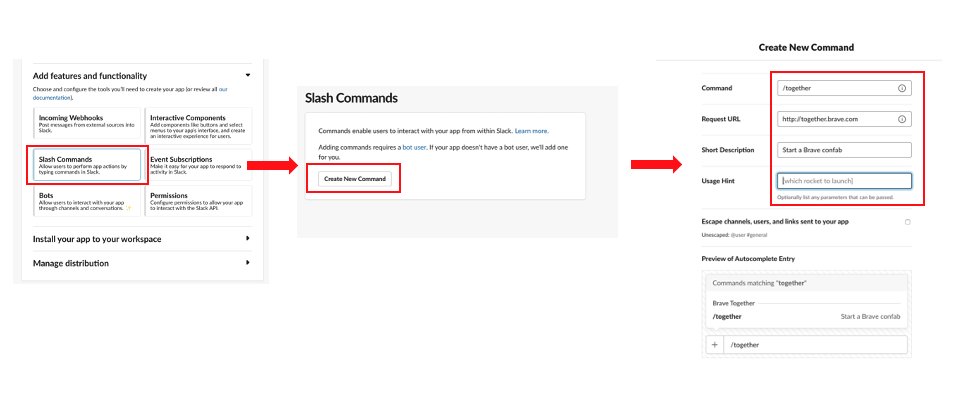 Add features and functionality
Choose and configure the tools you'll need to create your app (or review all our
documentation).
Incoming Webhooks
Post messages from external sources into
Slack.
Interactive Components
Add components like buttons and select
menus to your app's interface, and create
an interactive experience for users.
Slash Commands
Allow users to perform app actions by
typing commands in Slack.
Event Subscriptions
Make it easy for your app to respond to
activity in Slack.
Bots
Allow users to interact with your app
through channels and conversations.
Permissions
Configure permissions to allow your app
to interact with the Slack API.
Install your app to your workspace
Manage distribution
Slash Commands
Commands enable users to interact with your app from within Slack. Learn more.
Adding commands requires a bot user. If your app doesn't have a bot user, we'll add one
for you.
Create New Command
Create New Command
Command
/together
Request URL
http://together.brave.com
Short Description
Start a Brave confab
Usage Hint
[which rocket to launch]
Optionally list any parameters that can be passed.
Escape channels, users, and links sent to your app
Unescaped: @user #general
Preview of Autocomplete Entry
Commands matching "together"
Brave Together
/together Start a Brave confab
+ /together